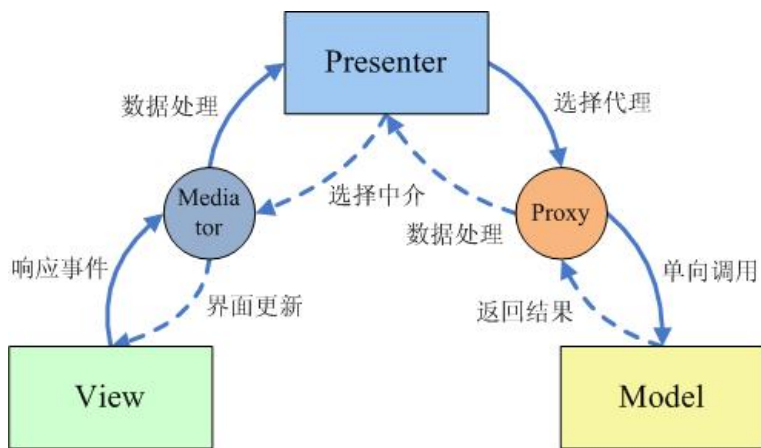 Presenter
数据处理
选择代理
Media
tor
选择中介
Proxy
数据处理
响应事件
界面更新
单向调用
返回结果
View
Model